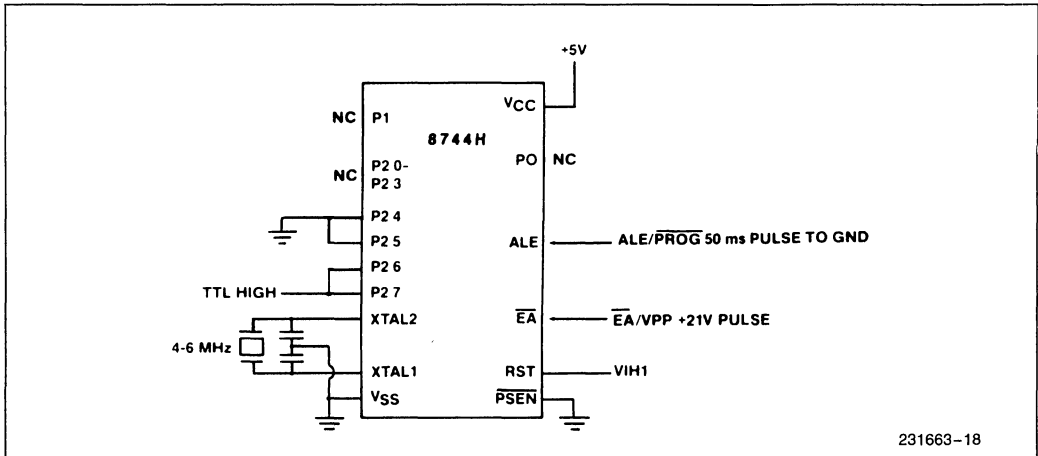 +5V
VCC
8744H
NC P1
PO NC
NC P2 0-
P2 3
P2 4
P2 5
ALE ALE/PROG 50 ms PULSE TO GND
P2 6
TTL HIGH P2 7
XTAL2
EA EA/VPP +21V PULSE
4-6 MHz
XTAL1
RST VIH1
VSS
PSEN
231663-18